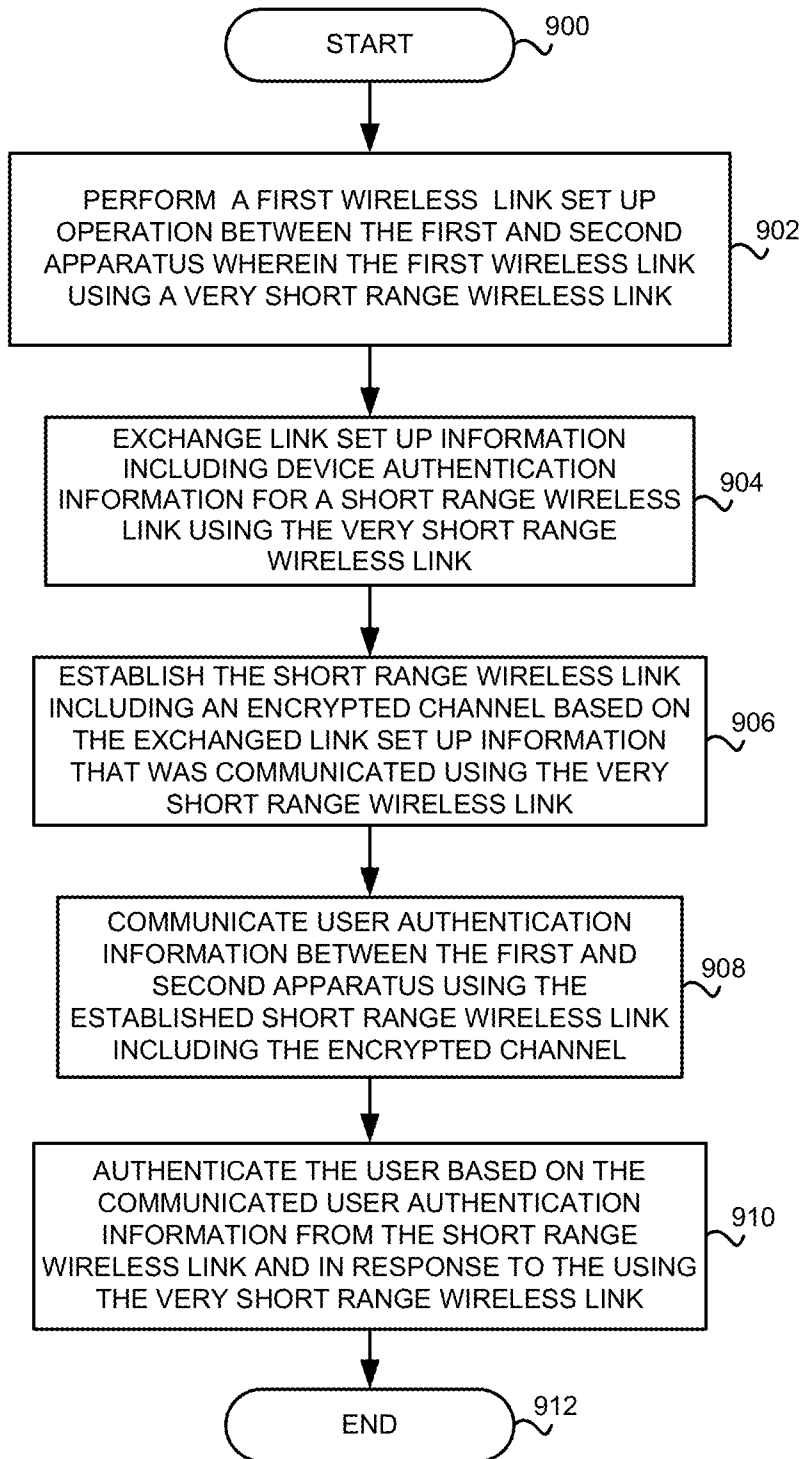 START
900
PERFORM A FIRST WIRELESS LINK SET UP
OPERATION BETWEEN THE FIRST AND SECOND
APPARATUS WHEREIN THE FIRST WIRELESS LINK
USING A VERY SHORT RANGE WIRELESS LINK
902
EXCHANGE LINK SET UP INFORMATION
INCLUDING DEVICE AUTHENTICATION
INFORMATION FOR A SHORT RANGE WIRELESS
LINK USING THE VERY SHORT RANGE
WIRELESS LINK
904
ESTABLISH THE SHORT RANGE WIRELESS LINK
INCLUDING AN ENCRYPTED CHANNEL BASED ON
THE EXCHANGED LINK SET UP INFORMATION
THAT WAS COMMUNICATED USING THE VERY
SHORT RANGE WIRELESS LINK
906
COMMUNICATE USER AUTHENTICATION
INFORMATION BETWEEN THE FIRST AND
SECOND APPARATUS USING THE
ESTABLISHED SHORT RANGE WIRELESS LINK
INCLUDING THE ENCRYPTED CHANNEL
908
AUTHENTICATE THE USER BASED ON THE
COMMUNICATED USER AUTHENTICATION
INFORMATION FROM THE SHORT RANGE
WIRELESS LINK AND IN RESPONSE TO THE USING
THE VERY SHORT RANGE WIRELESS LINK
910
END
912